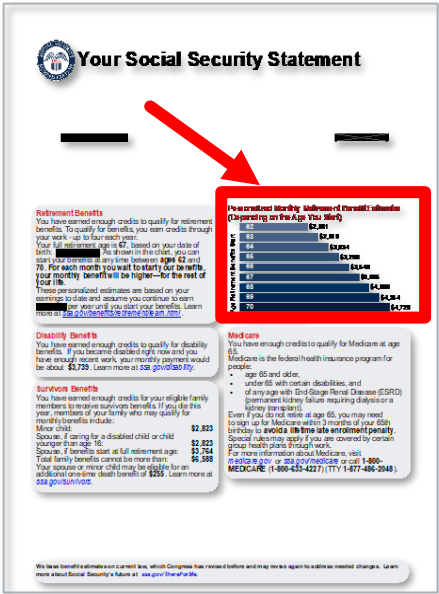 Your Social Security Statement
Retirement Benefits
You have earned enough credits to qualify for retirement
benefits. To qualify for benefits, you earn credits through
your work - up to four each year.
Your full retirement age is 67, based on your date of
birth: As shown in the chart, you can
start your benefits at any time between ages 62 and
70. For each month you wait to start your benefits,
your monthly benefit will be higher—for the rest of
your life.
These personalized estimates are based on your
earnings to date and assume you continue to earn
per year until you start your benefits. Learn
more at ssa.gov/benefits/retirement/learn.html.
Personalized Monthly Retirement Benefit Estimates
(Depending on the Age You Start)
Age Retirement Benefits Start
62
63
64
65
66
67
68
69
70
Disability Benefits
You have earned enough credits to qualify for disability
benefits. If you became disabled right now and you
have enough recent work, your monthly payment would
be about $3,739. Learn more at ssa.gov/disability.
Survivors Benefits
You have earned enough credits for your eligible family
members to receive survivors benefits. If you die this
year, members of your family who may qualify for
monthly benefits include:
Minor child: $2,823
Spouse, if caring for a disabled child or child
younger than age 16: $2,823
Spouse, if benefits start at full retirement age: $3,764
Total family benefits cannot be more than: $6,588
Your spouse or minor child may be eligible for an
additional one-time death benefit of $255. Learn more at
ssa.gov/survivors.
Medicare
You have enough credits to qualify for Medicare at age
65.
Medicare is the federal health insurance program for
people:
• age 65 and older,
• under 65 with certain disabilities, and
• of any age with End-Stage Renal Disease (ESRD)
(permanent kidney failure requiring dialysis or a
kidney transplant).
Even if you do not retire at age 65, you may need
to sign up for Medicare within 3 months of your 65th
birthday to avoid a lifetime late enrollment penalty.
Special rules may apply if you are covered by certain
group health plans through work.
For more information about Medicare, visit
medicare.gov or ssa.gov/medicare or call 1-800-
MEDICARE (1-800-633-4227) (TTY 1-877-486-2048).
We base benefit estimates on current law, which Congress has revised before and may revise again to address needed changes. Learn
more about Social Security's future at ssa.gov/ThereForMe.